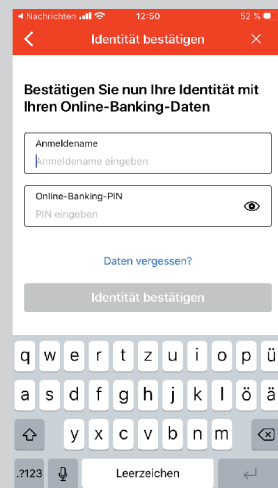 Nachrichten 12:50 52 %
Identität bestätigen
Bestätigen Sie nun Ihre Identität mit
Ihren Online-Banking-Daten
Anmeldename
Anmeldename eingeben
Online-Banking-PIN
PIN eingeben
Daten vergessen?
Identität bestätigen
q w e r t z u i o p ü
a s d f g h j k l ö ä
y x c v b n m
.?123 Leerzeichen